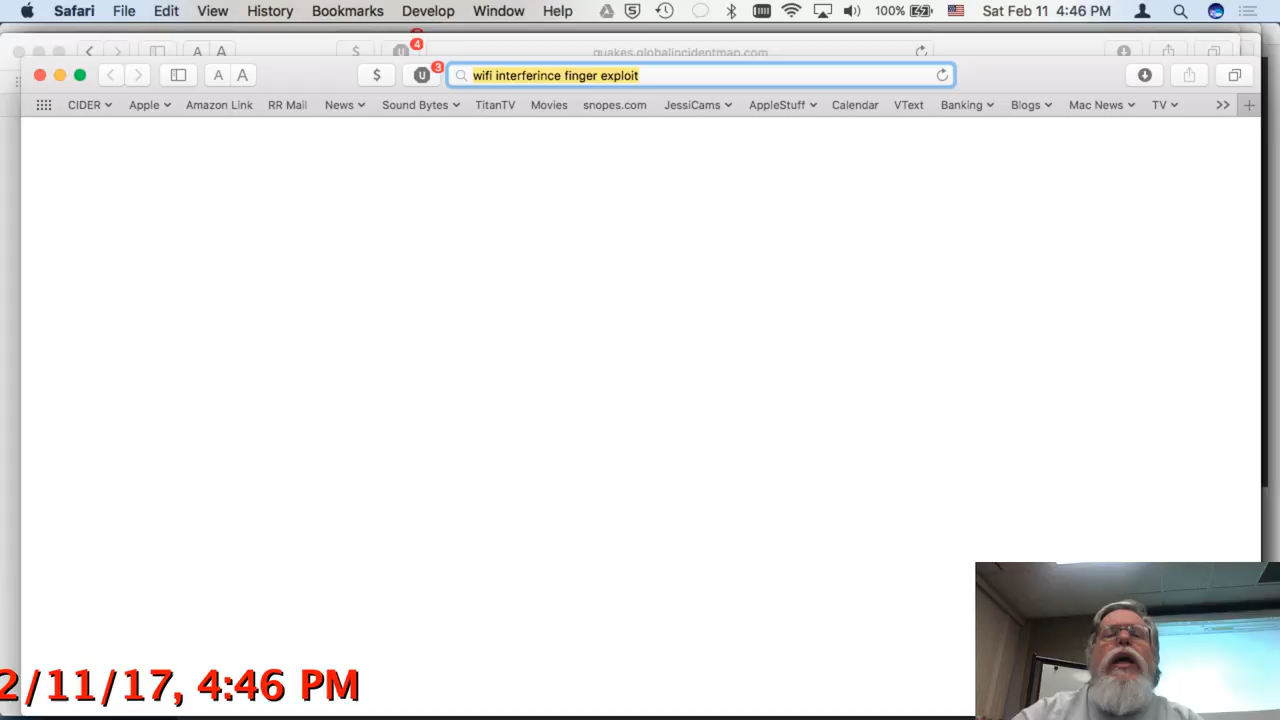 Safari File Edit View History Bookmarks Develop Window Help 5 100% Sat Feb 11 4:46 PM
A A $ 4 quakes.globalincidentmap.com
A A $ U 3 wifi interferince finger exploit
CIDER Apple Amazon Link RR Mail News Sound Bytes TitanTV Movies snopes.com JessiCams AppleStuff Calendar VText Banking Blogs Mac News TV >> +
2/11/17, 4:46 PM